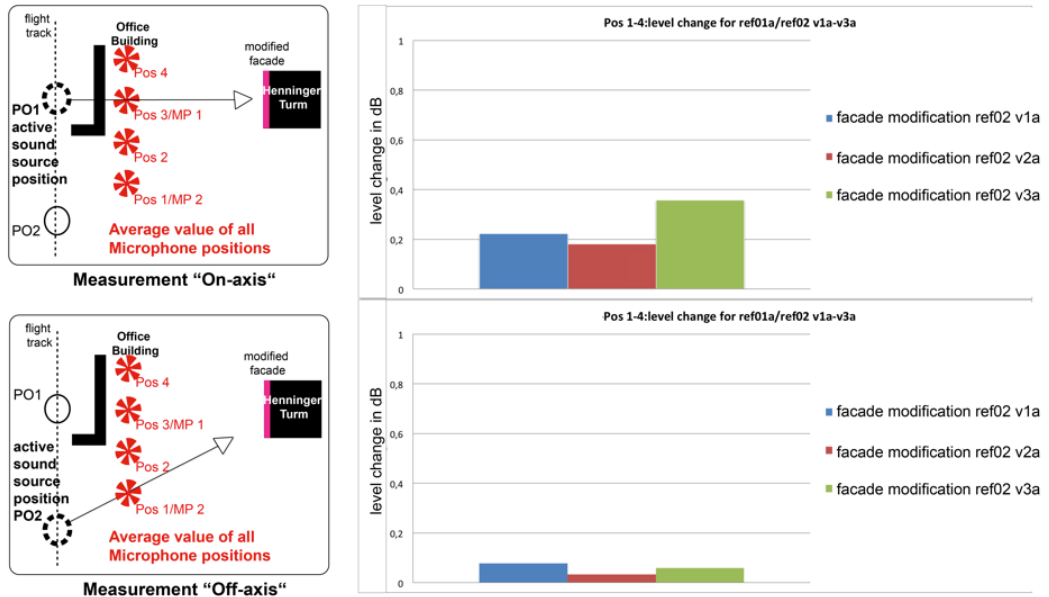 flight
track
Office
Building
Pos 4
modified
facade
Henninger
Turm
PO1
active
sound
source
position
Pos 3/MP 1
Pos 2
Pos 1/MP 2
PO2
Average value of all
Microphone positions
Measurement “On-axis“
Pos 1-4:level change for ref01a/ref02 v1a-v3a
level change in dB
1
0,8
0,6
0,4
0,2
0
facade modification ref02 v1a
facade modification ref02 v2a
facade modification ref02 v3a
flight
track
Office
Building
Pos 4
modified
facade
Henninger
Turm
PO1
Pos 3/MP 1
active
sound
source
position
PO2
Pos 2
Pos 1/MP 2
Average value of all
Microphone positions
Measurement “Off-axis“
Pos 1-4:level change for ref01a/ref02 v1a-v3a
level change in dB
1
0,8
0,6
0,4
0,2
0
facade modification ref02 v1a
facade modification ref02 v2a
facade modification ref02 v3a